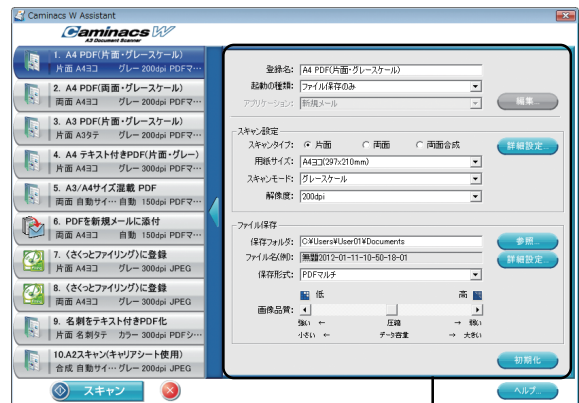 Caminacs W Assistant
Caminacs W
A3 Document Scanner
1. A4 PDF(片面・グレースケール)
片面 A4ヨコ グレー 200dpi PDFマ…
2. A4 PDF(両面・グレースケール)
両面 A4ヨコ グレー 200dpi PDFマ…
3. A3 PDF(片面・グレースケール)
片面 A3タテ グレー 200dpi PDFマ…
4. A4 テキスト付きPDF(片面・グレー)
片面 A4ヨコ グレー 300dpi PDFマ…
5. A3/A4サイズ混載 PDF
両面 自動サイ… 自動 150dpi PDFマ…
6. PDFを新規メールに添付
両面 A4ヨコ 自動 150dpi PDFマ…
7. (さくっとファイリング)に登録
片面 A4ヨコ グレー 300dpi JPEG
8. (さくっとファイリング)に登録
両面 A4ヨコ グレー 300dpi JPEG
9. 名刺をテキスト付きPDF化
片面 名刺タテ カラー 300dpi PDFシ…
10.A2スキャン(キャリアシート使用)
合成 自動サイ… グレー 200dpi JPEG
スキャン
登録名: A4 PDF(片面・グレースケール)
起動の種類: ファイル保存のみ
アプリケーション: 新規メール 編集...
スキャン設定
スキャンタイプ: 片面 両面 両面合成 詳細設定...
用紙サイズ: A4ヨコ(297×210mm)
スキャンモード: グレースケール
解像度: 200dpi
ファイル保存
保存フォルダ: C:¥Users¥User01¥Documents 参照...
ファイル名(例): 無題2012-01-11-10-50-18-01 詳細設定...
保存形式: PDFマルチ
低 高
画像品質:
強い ← 圧縮 → 弱い
小さい ← データ容量 → 大きい
初期化
ヘルプ...